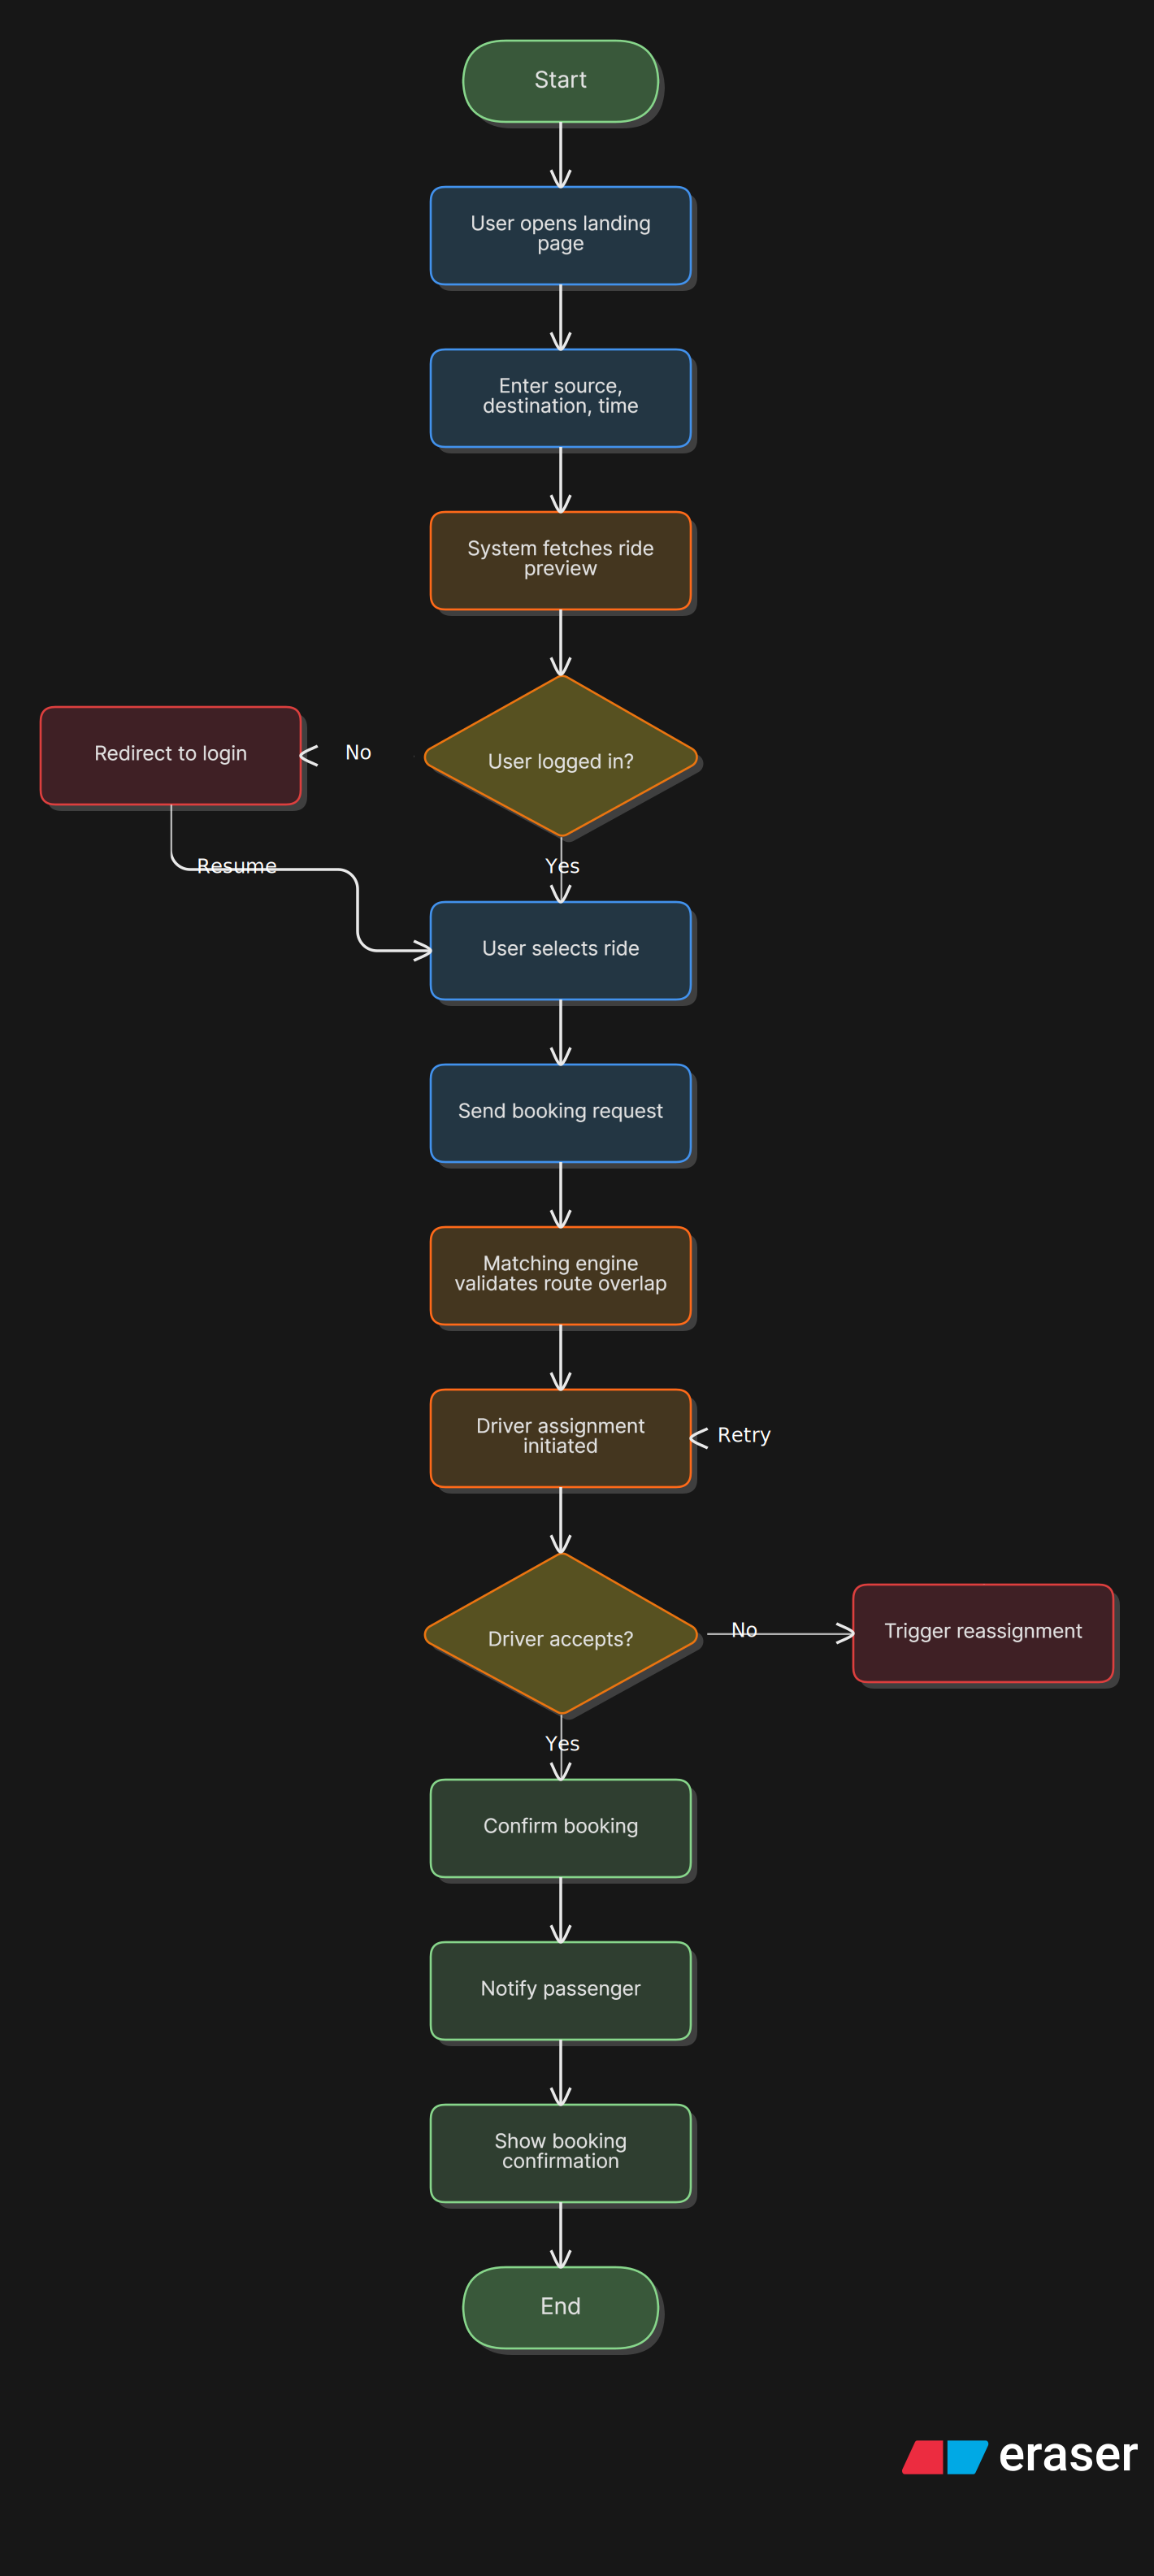 Start
User opens landing
page
Enter source,
destination, time
System fetches ride
preview
User logged in?
No
Redirect to login
Resume
Yes
User selects ride
Send booking request
Matching engine
validates route overlap
Driver assignment
initiated
Retry
Driver accepts?
No
Trigger reassignment
Yes
Confirm booking
Notify passenger
Show booking
confirmation
End
eraser